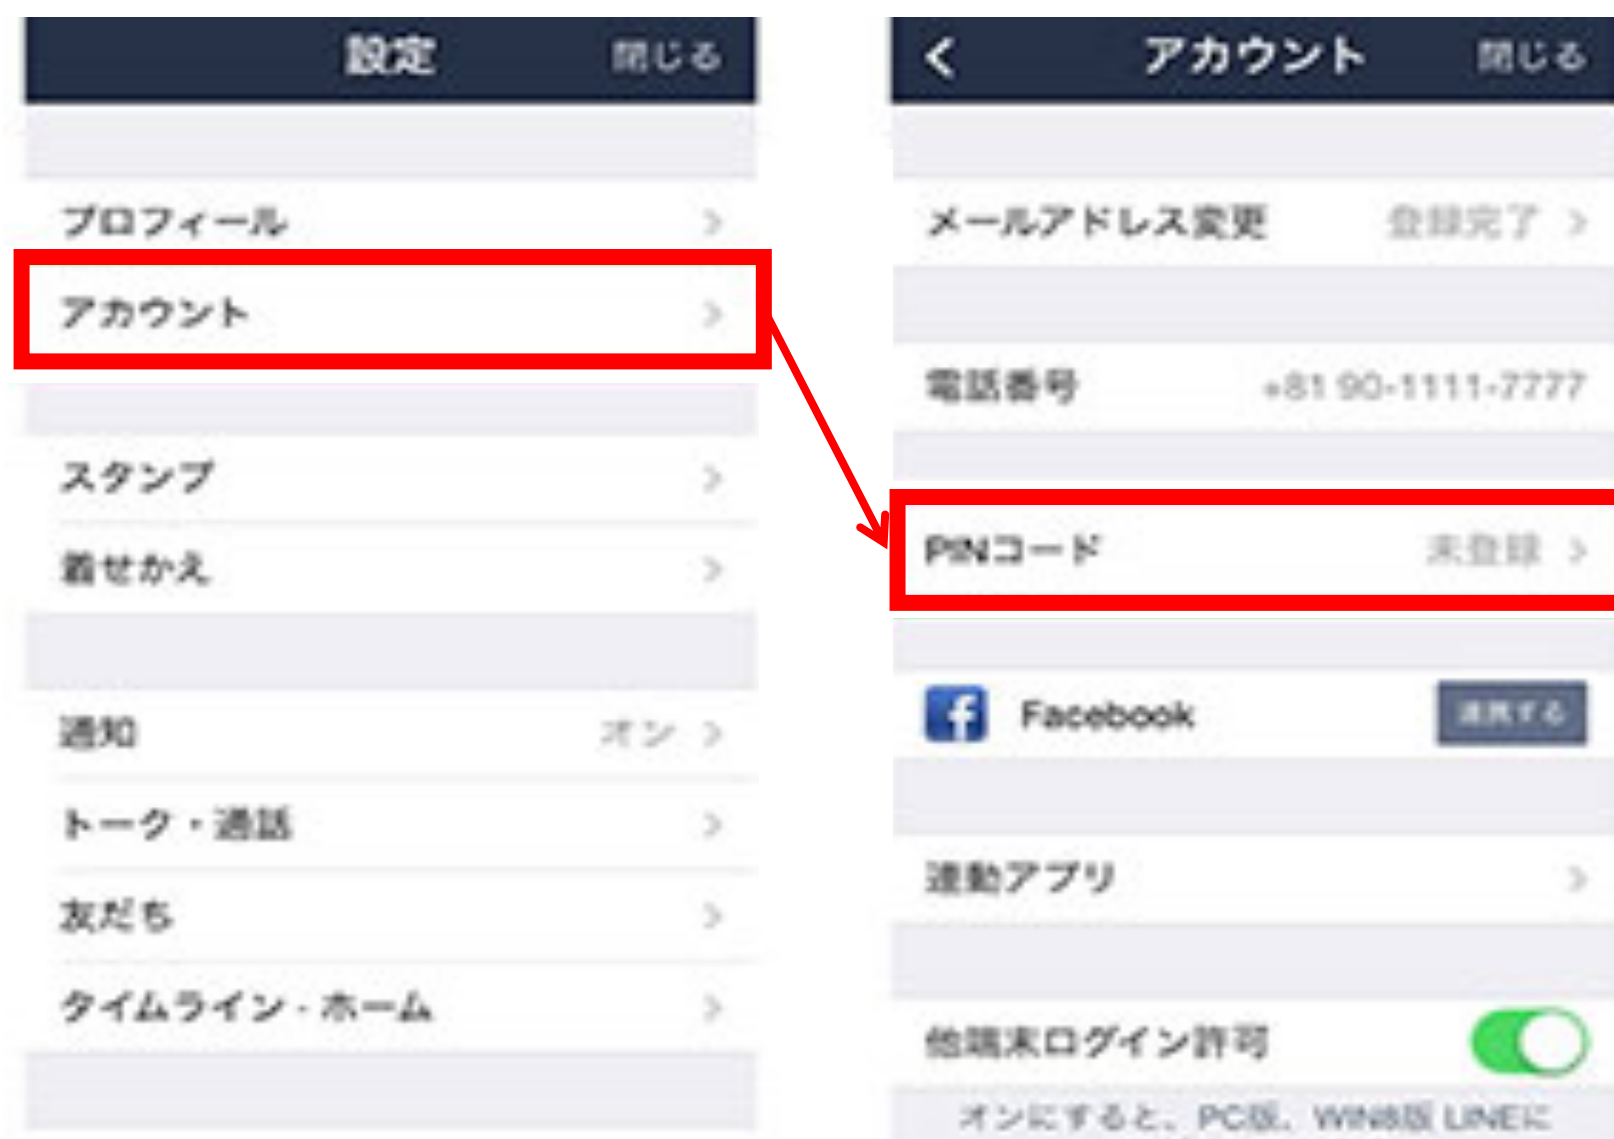 設定 閉じる
プロフィール
アカウント
スタンプ
着せかえ
通知 オン
トーク・通話
友だち
タイムライン・ホーム
アカウント 閉じる
メールアドレス変更 登録完了
電話番号 +81 90-1111-7777
PINコード 未登録
Facebook 連携する
連動アプリ
他端末ログイン許可
オンにすると、PC版、WIN8版 LINEに